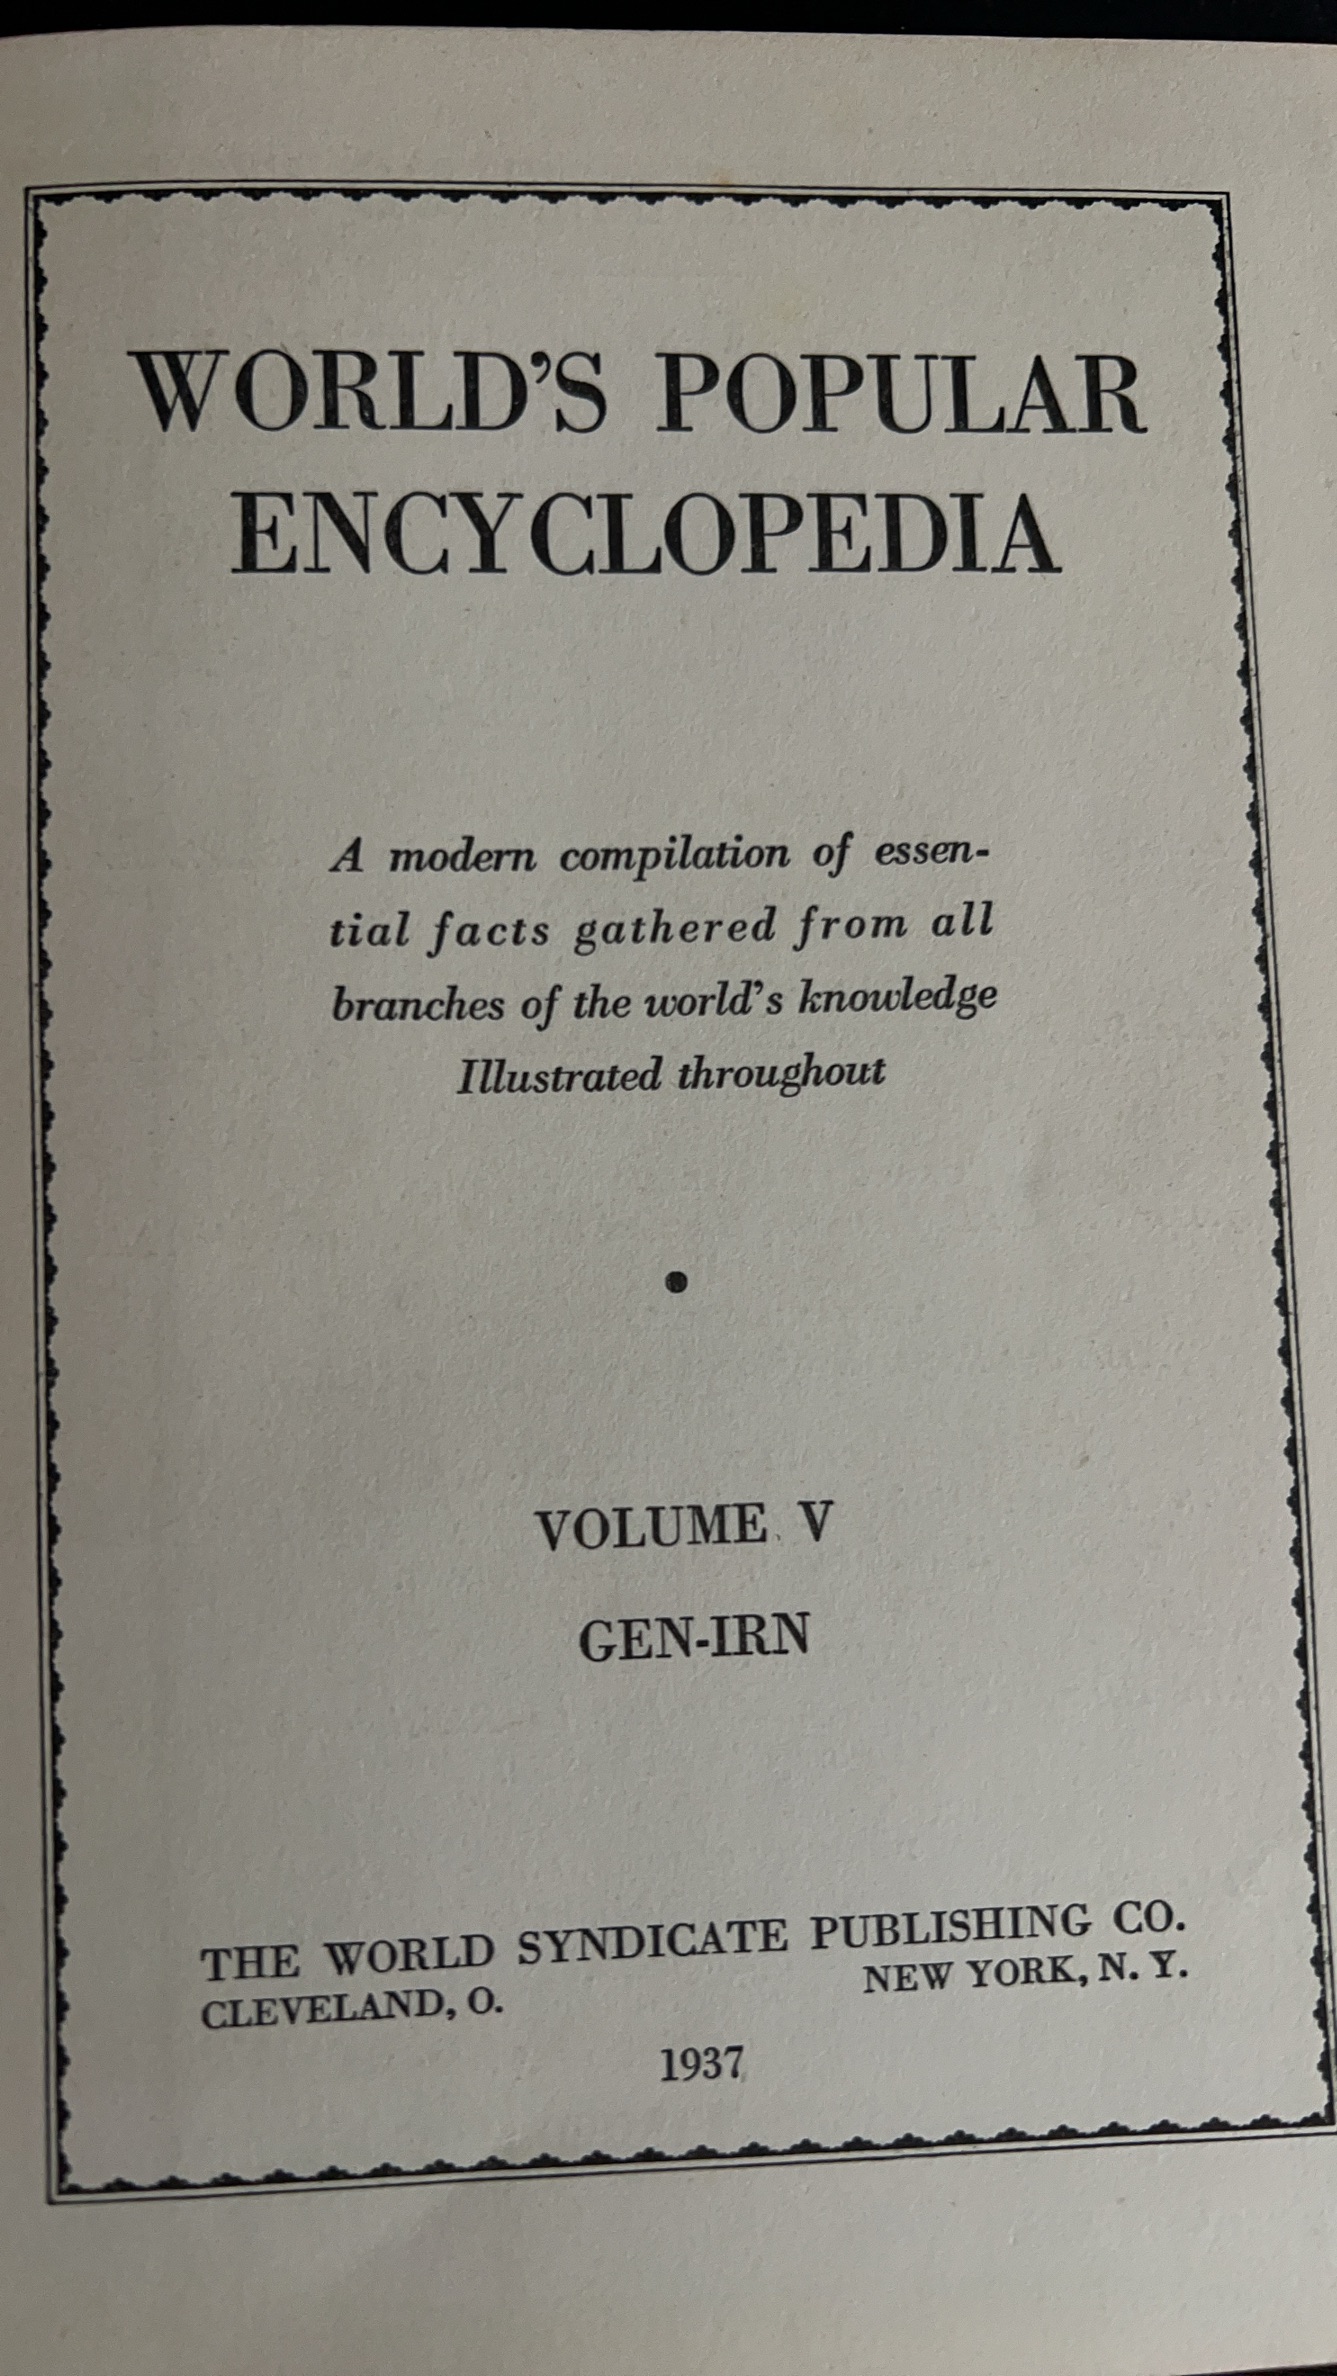 WORLD'S POPULAR
ENCYCLOPEDIA
A modern compilation of essen-
tial facts gathered from all
branches of the world's knowledge
Illustrated throughout
VOLUME V
GEN-IRN
THE WORLD SYNDICATE PUBLISHING CO.
CLEVELAND, O. NEW YORK, N. Y.
1937